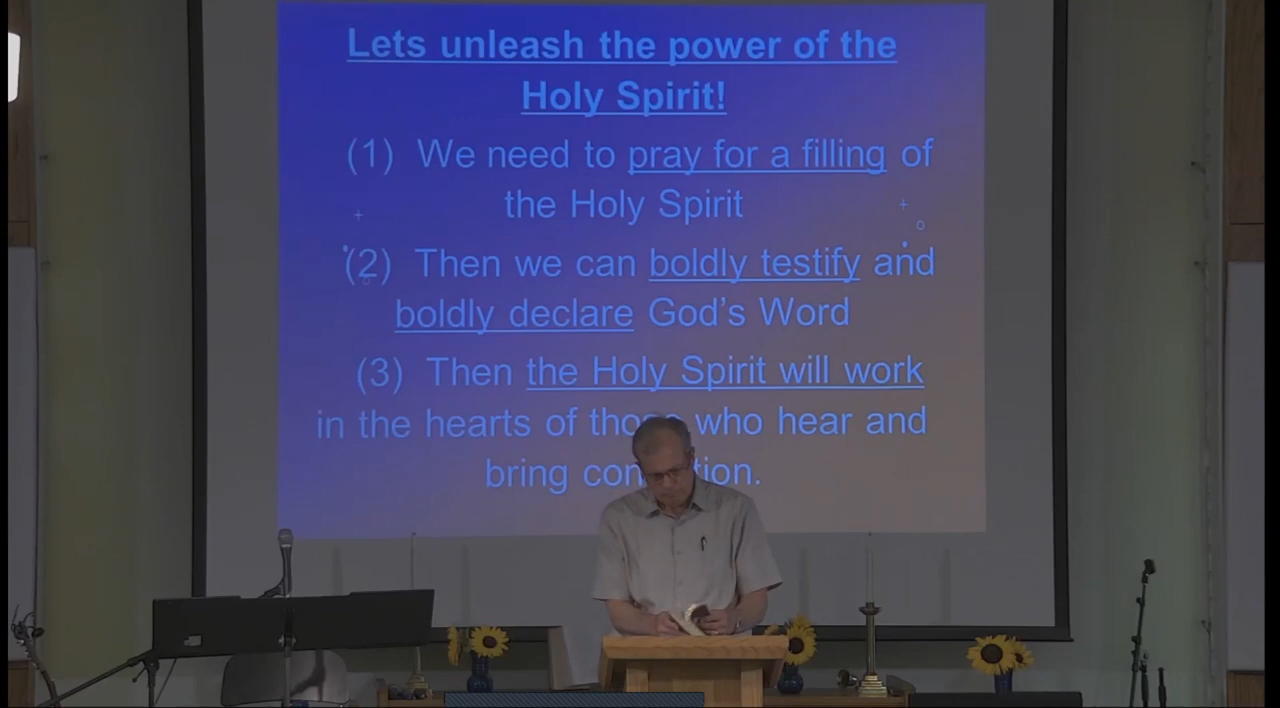 Lets unleash the power of the
Holy Spirit!
(1) We need to pray for a filling of
the Holy Spirit
(2) Then we can boldly testify and
boldly declare God's Word
(3) Then the Holy Spirit will work
in the hearts of those who hear and
bring